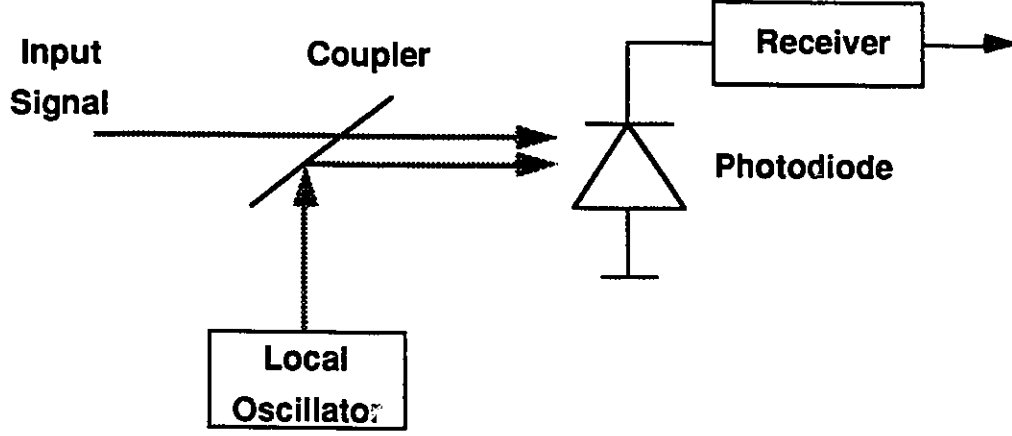 Input
Signal
Coupler
Receiver
Photodiode
Local
Oscillator